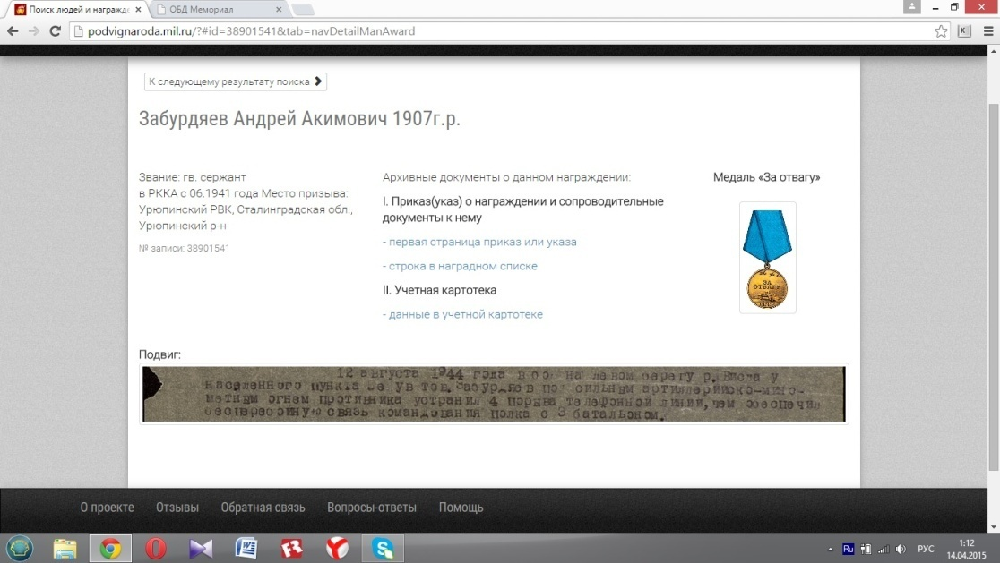 Поиск людей и награжде
ОБД Мемориал
podvignaroda.mil.ru/?#id=38901541&tab=navDetailManAward
К следующему результату поиска
Забурдяев Андрей Акимович 1907г.р.
Звание: гв. сержант
в РККА с 06.1941 года Место призыва:
Урюпинский РВК, Сталинградская обл.,
Урюпинский р-н
№ записи: 38901541
Архивные документы о данном награждении:
I. Приказ(указ) о награждении и сопроводительные
документы к нему
- первая страница приказ или указа
- строка в наградном списке
II. Учетная картотека
- данные в учетной картотеке
Медаль «За отвагу»
ЗА
ОТВАГУ
СССР
Подвиг:
12 августа 1944 года в на левом берегу р. Висла у
населенного пункта тов. Забурдяев под сильным артиллерийско-мино-
метным огнем противника устранил 4 порыва телефонной линии, чем обеспечил
бесперебойную связь командования полка с 3 батальоном.
О проекте
Отзывы
Обратная связь
Вопросы-ответы
Помощь
Ru
РУС
1:12
14.04.2015